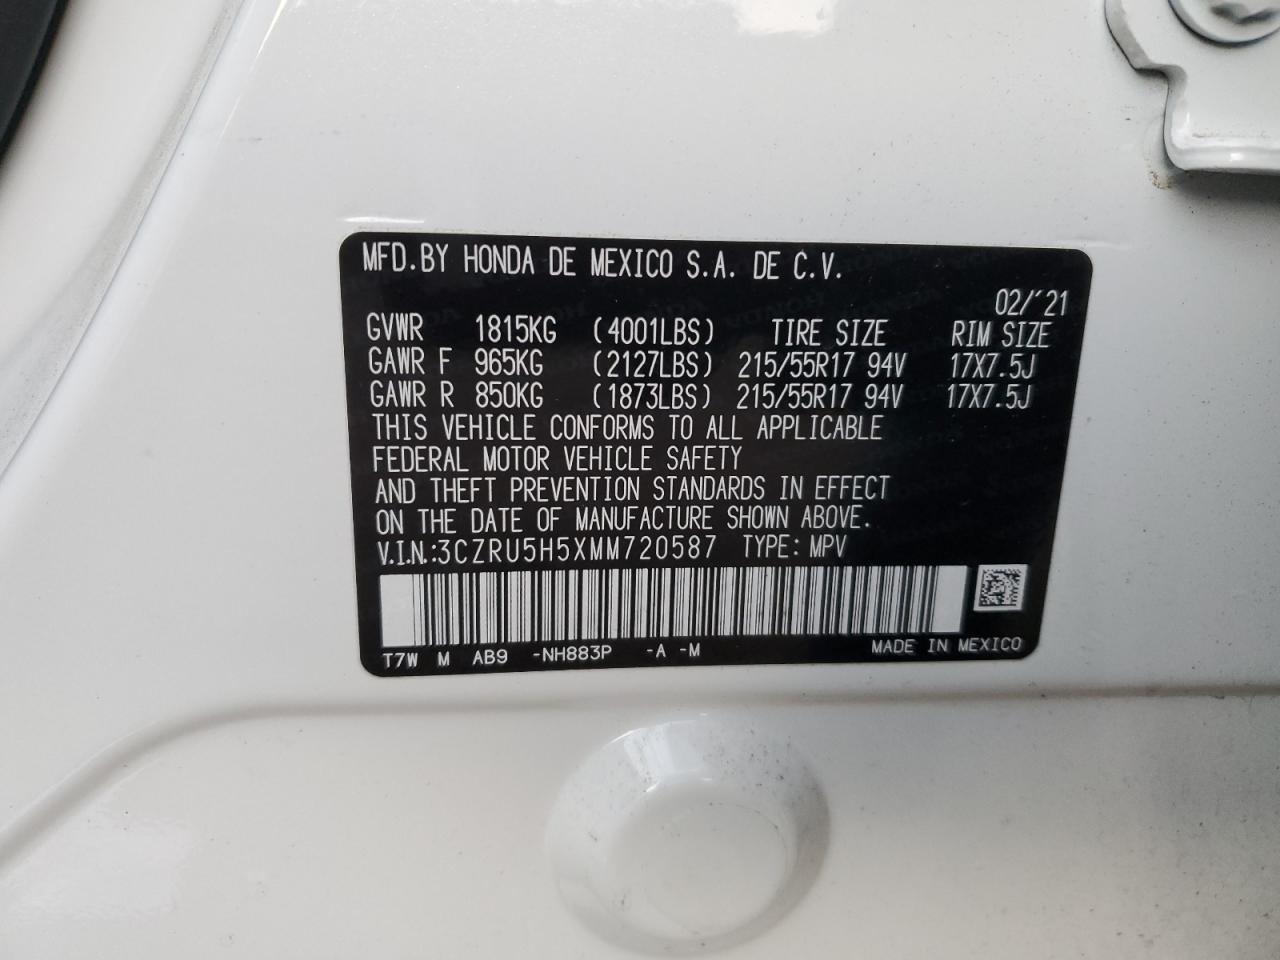 MFD.BY HONDA DE MEXICO S.A. DE C.V.
02/'21
GVWR 1815KG (4001LBS) TIRE SIZE RIM SIZE
GAWR F 965KG (2127LBS) 215/55R17 94V 17X7.5J
GAWR R 850KG (1873LBS) 215/55R17 94V 17X7.5J
THIS VEHICLE CONFORMS TO ALL APPLICABLE
FEDERAL MOTOR VEHICLE SAFETY
AND THEFT PREVENTION STANDARDS IN EFFECT
ON THE DATE OF MANUFACTURE SHOWN ABOVE.
V.I.N.:3CZRU5H5XMM720587 TYPE: MPV
T7W M AB9 -NH883P -A -M MADE IN MEXICO